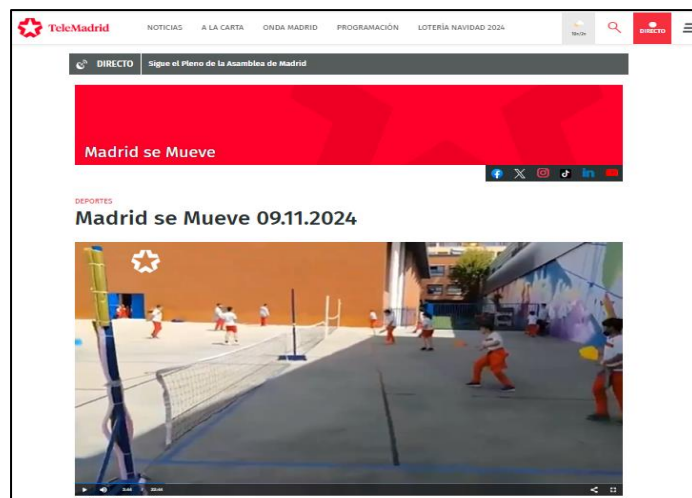 TeleMadrid
NOTICIAS A LA CARTA ONDA MADRID PROGRAMACIÓN LOTERÍA NAVIDAD 2024
DIRECTO
DIRECTO Sigue el Pleno de la Asamblea de Madrid
Madrid se Mueve
DEPORTES
Madrid se Mueve 09.11.2024